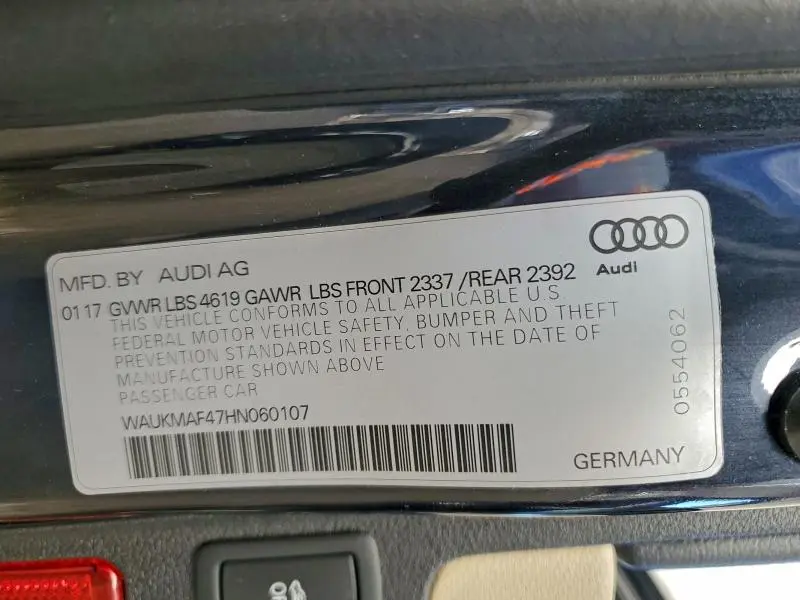 MFD. BY AUDI AG
Audi
01 17 GVWR LBS 4619 GAWR LBS FRONT 2337 /REAR 2392
THIS VEHICLE CONFORMS TO ALL APPLICABLE U.S.
FEDERAL MOTOR VEHICLE SAFETY, BUMPER AND THEFT
PREVENTION STANDARDS IN EFFECT ON THE DATE OF
MANUFACTURE SHOWN ABOVE
PASSENGER CAR
WAUKMAF47HN060107
GERMANY
0554062